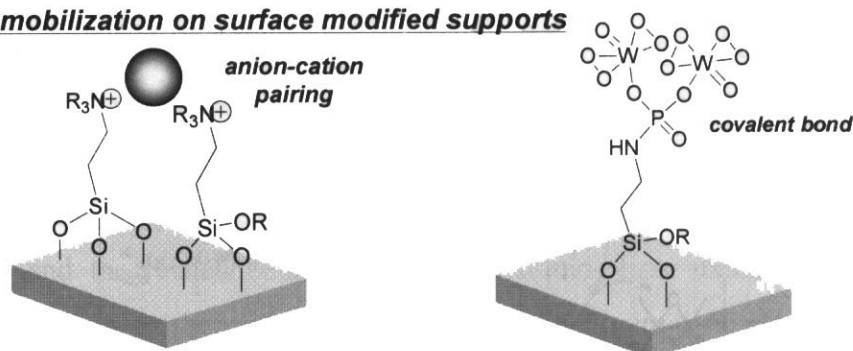 mobilization on surface modified supports
anion-cation
pairing
R3N⊕
R3N⊕
Si
O
O
O
Si
OR
O
O
O
O
W
O
O
O
O
O
O
W
O
O
O
O
O
O
P
O
HN
covalent bond
Si
OR
O
O